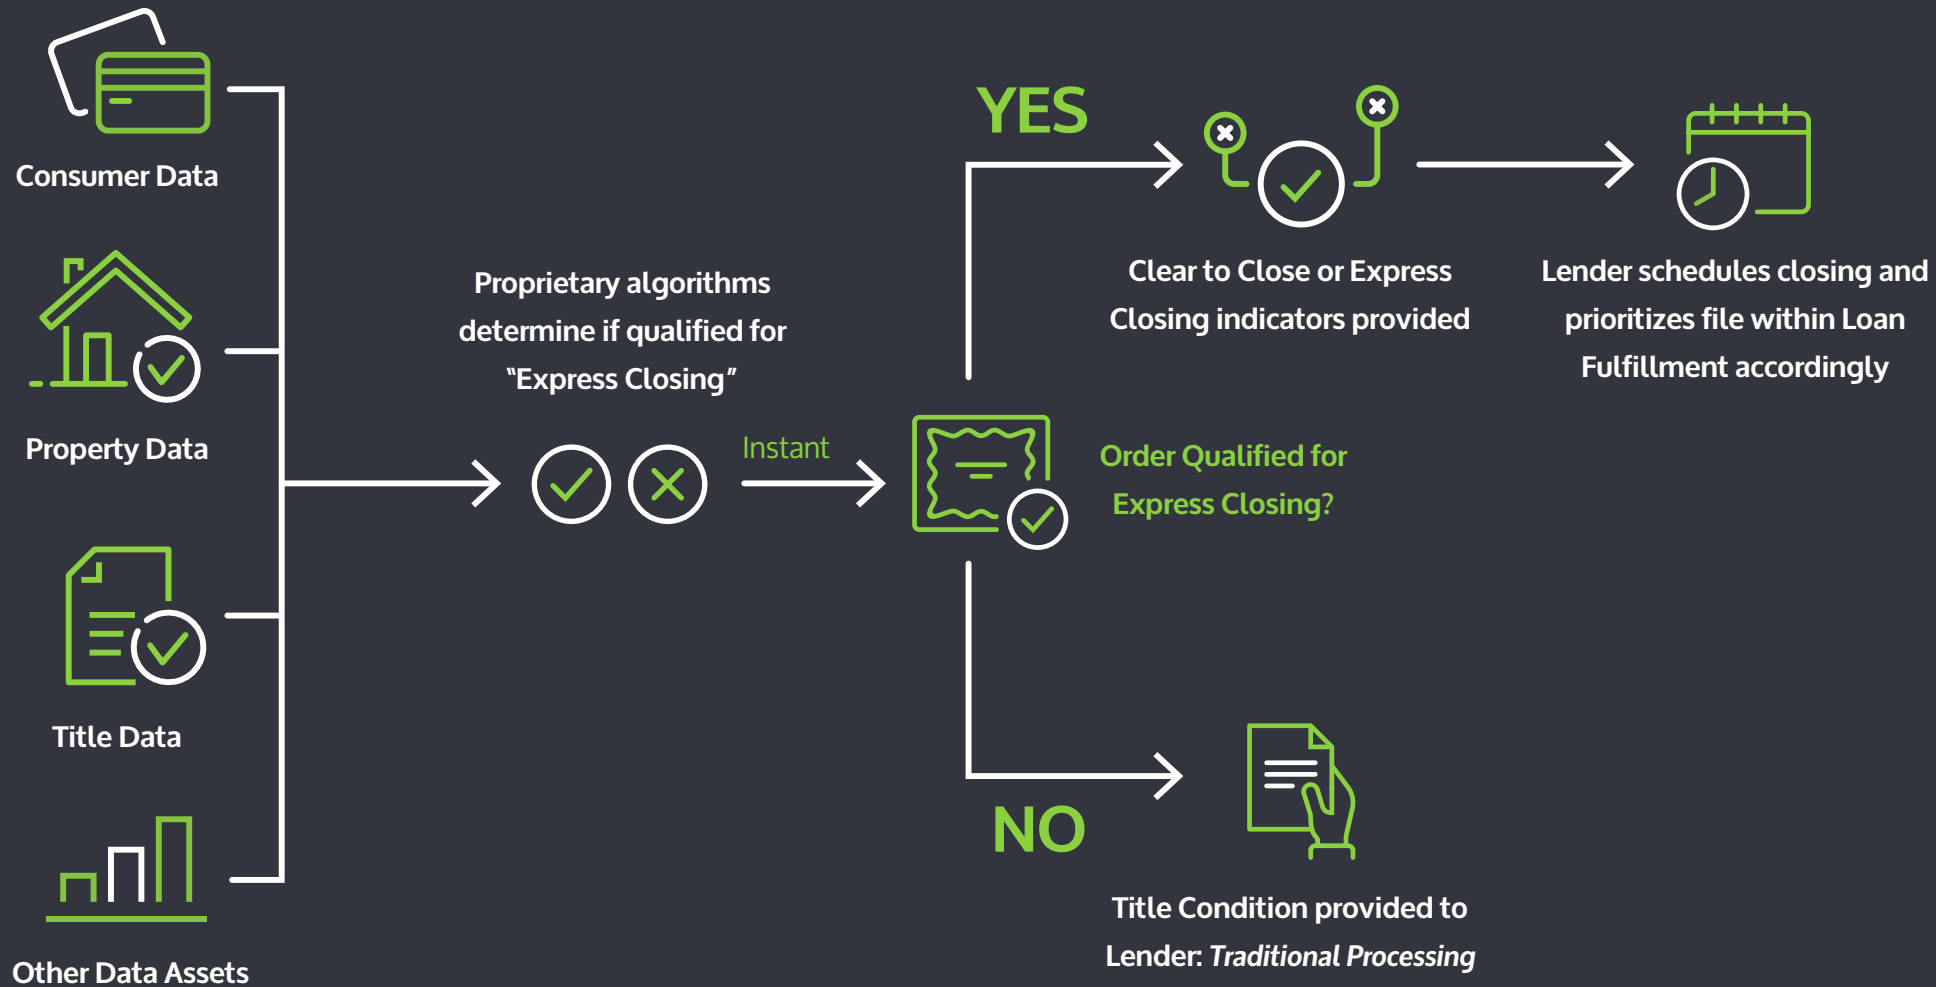 Consumer Data
Property Data
Title Data
Other Data Assets
Proprietary algorithms
determine if qualified for
“Express Closing”
Instant
Order Qualified for
Express Closing?
YES
Clear to Close or Express
Closing indicators provided
Lender schedules closing and
prioritizes file within Loan
Fulfillment accordingly
NO
Title Condition provided to
Lender: Traditional Processing